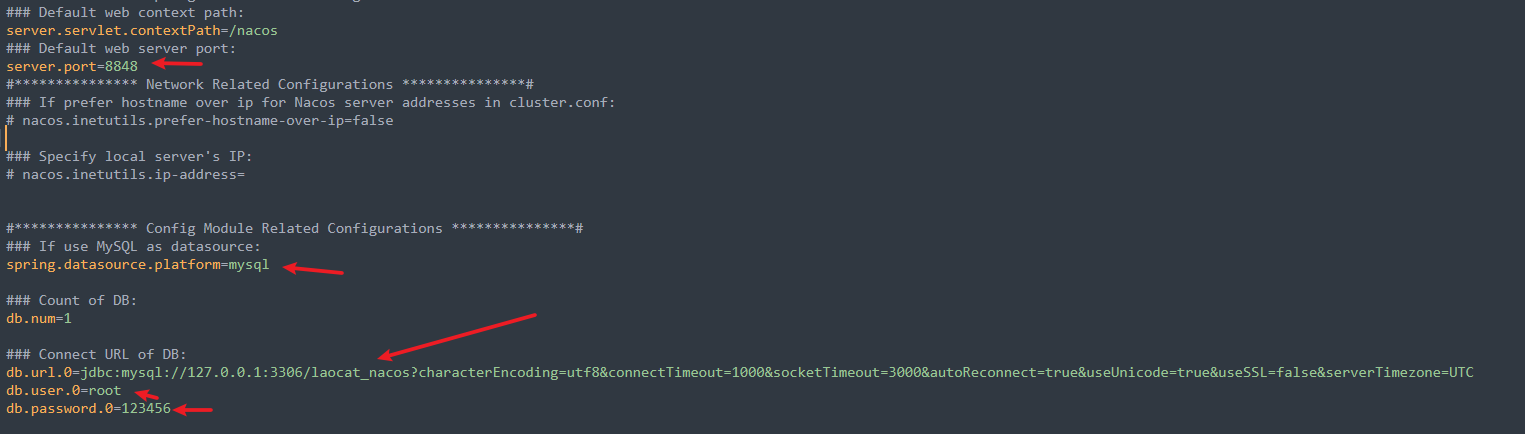 ### Default web context path:
server.servlet.contextPath=/nacos
### Default web server port:
server.port=8848
#*************** Network Related Configurations ***************#
### If prefer hostname over ip for Nacos server addresses in cluster.conf:
# nacos.inetutils.prefer-hostname-over-ip=false
### Specify local server's IP:
# nacos.inetutils.ip-address=
#*************** Config Module Related Configurations ***************#
### If use MySQL as datasource:
spring.datasource.platform=mysql
### Count of DB:
db.num=1
### Connect URL of DB:
db.url.0=jdbc:mysql://127.0.0.1:3306/laocat_nacos?characterEncoding=utf8&connectTimeout=1000&socketTimeout=3000&autoReconnect=true&useUnicode=true&useSSL=false&serverTimezone=UTC
db.user.0=root
db.password.0=123456